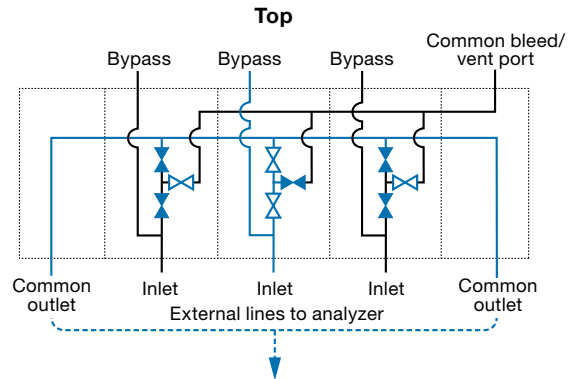 Top
Common bleed/
vent port
Bypass
Bypass
Bypass
Common
outlet
Inlet
Inlet
Inlet
Common
outlet
External lines to analyzer